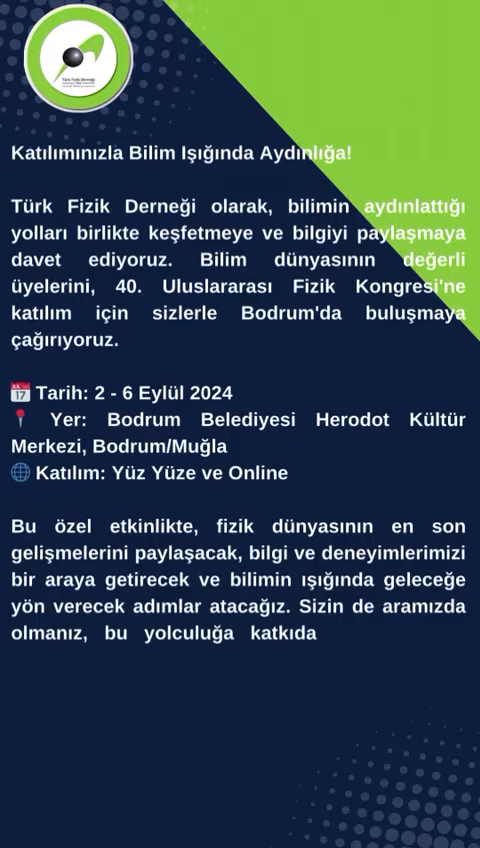 Türk Fizik Derneği
Katılımınızla Bilim Işığında Aydınlığa!
Türk Fizik Derneği olarak, bilimin aydınlattığı
yolları birlikte keşfetmeye ve bilgiyi paylaşmaya
davet ediyoruz. Bilim dünyasının değerli
üyelerini, 40. Uluslararası Fizik Kongresi'ne
katılım için sizlerle Bodrum'da buluşmaya
çağırıyoruz.
📅 Tarih: 2 - 6 Eylül 2024
📍 Yer: Bodrum Belediyesi Herodot Kültür
Merkezi, Bodrum/Muğla
🌐 Katılım: Yüz Yüze ve Online
Bu özel etkinlikte, fizik dünyasının en son
gelişmelerini paylaşacak, bilgi ve deneyimlerimizi
bir araya getirecek ve bilimin ışığında geleceğe
yön verecek adımlar atacağız. Sizin de aramızda
olmanız, bu yolculuğa katkıda